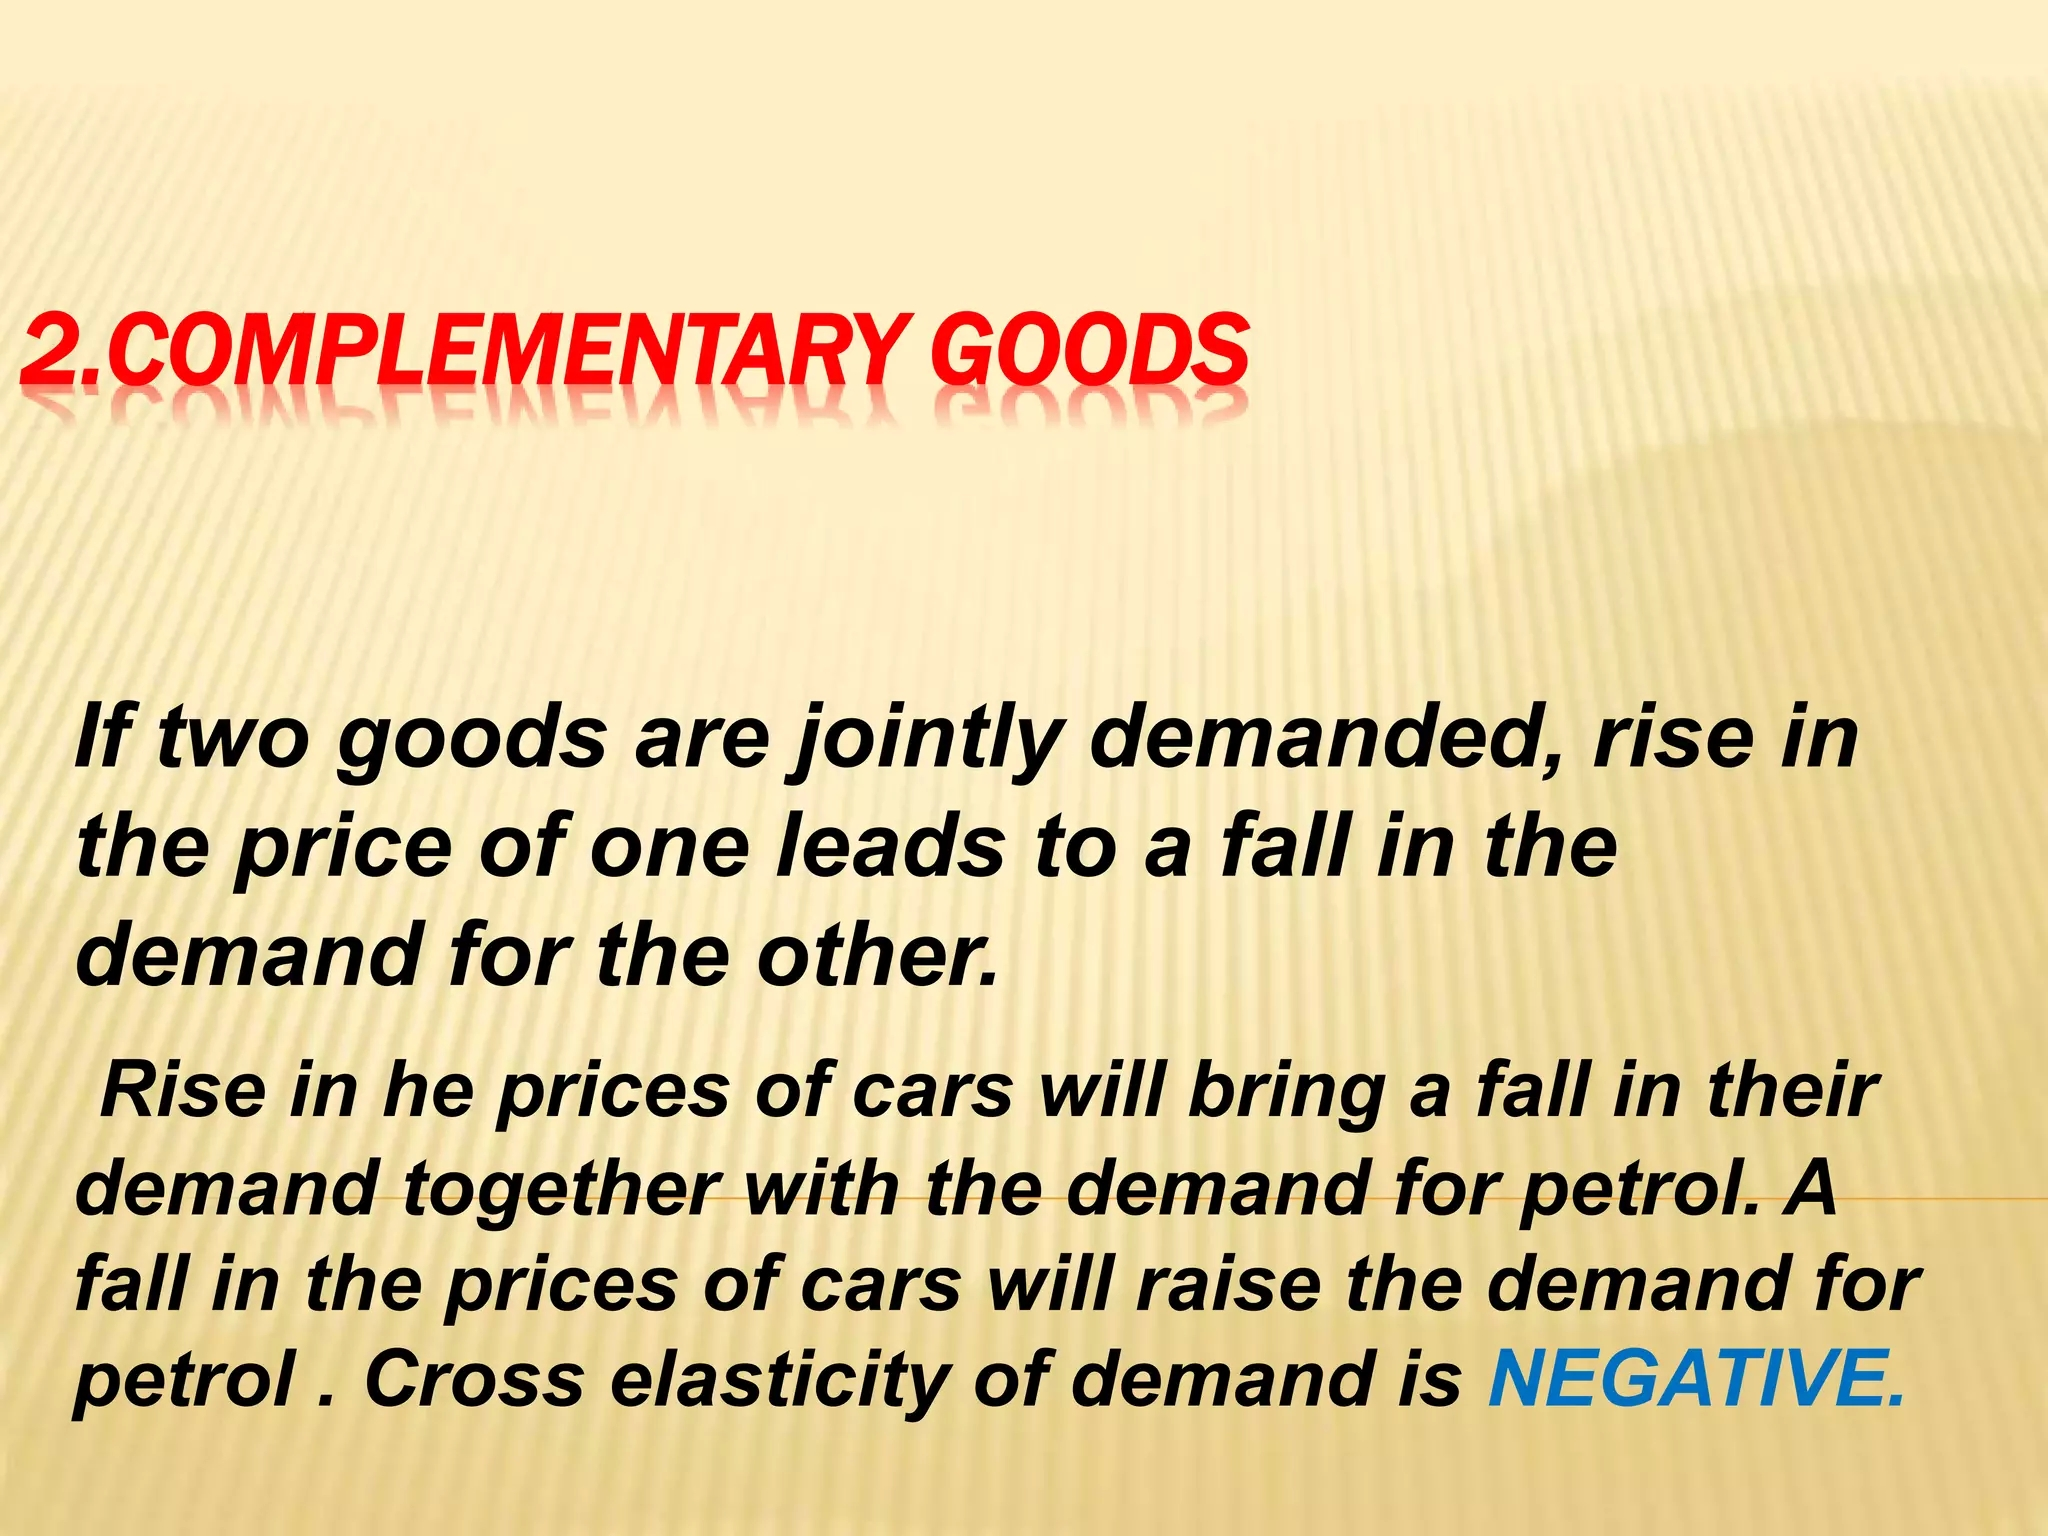 2.COMPLEMENTARY GOODS
If two goods are jointly demanded, rise in
the price of one leads to a fall in the
demand for the other.
Rise in he prices of cars will bring a fall in their
demand together with the demand for petrol. A
fall in the prices of cars will raise the demand for
petrol . Cross elasticity of demand is NEGATIVE.